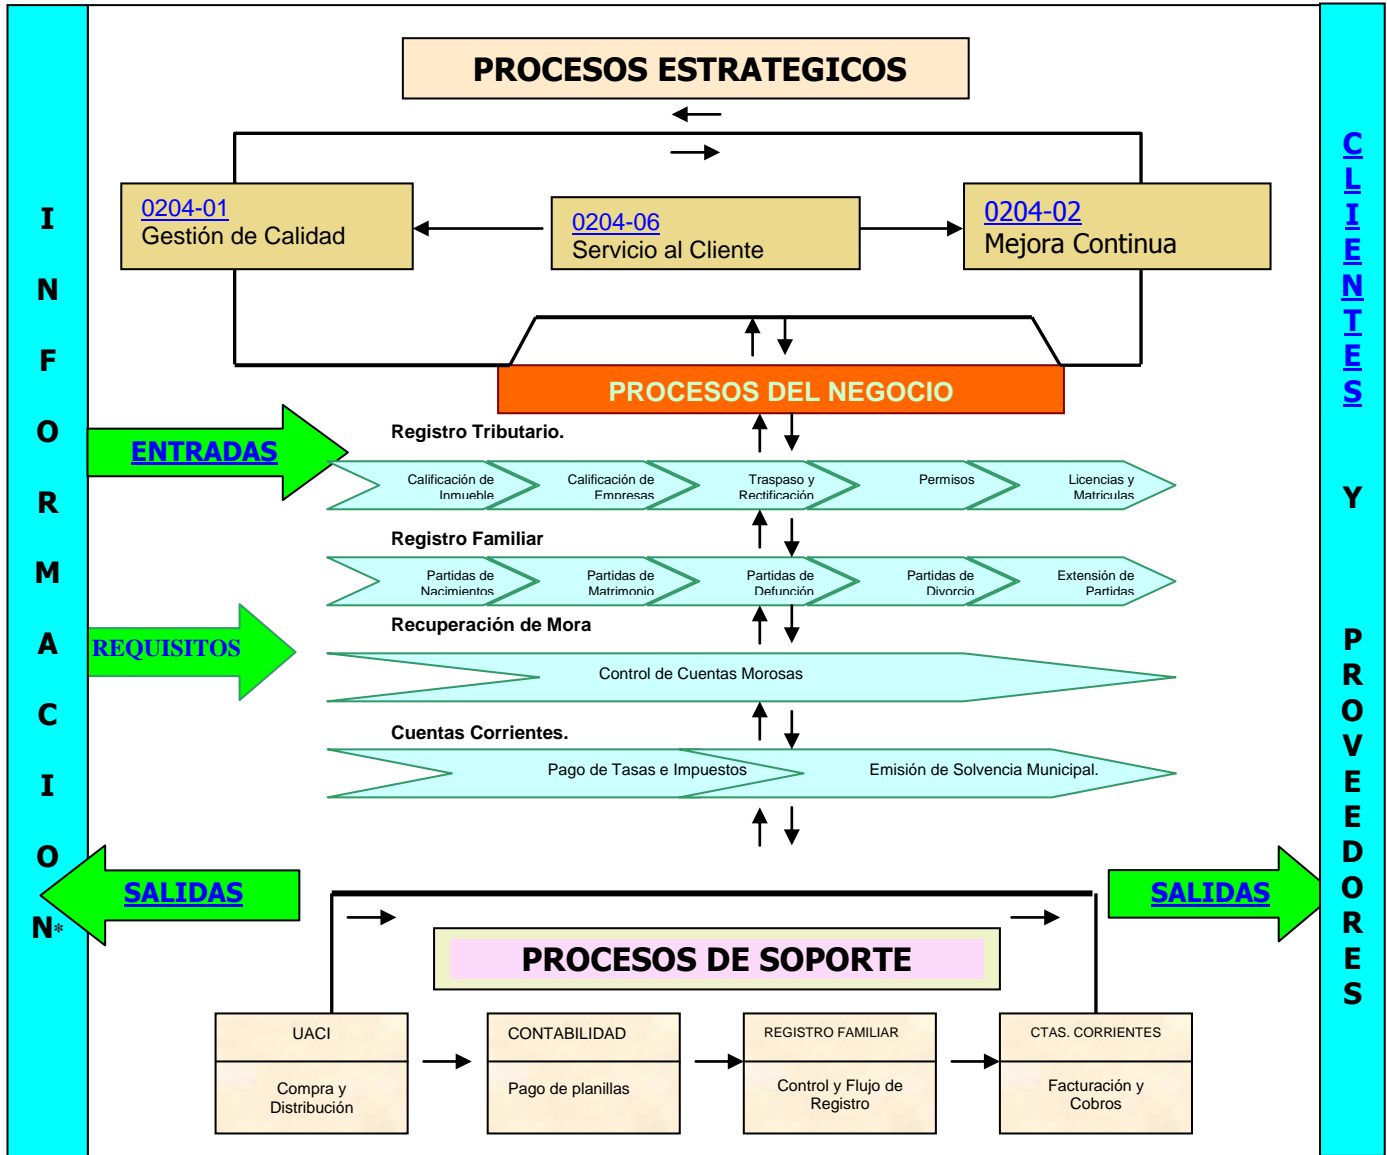 PROCESOS ESTRATEGICOS
INFORMACION*
CLIENTES Y PROVEEDORES
0204-01
Gestión de Calidad
0204-06
Servicio al Cliente
0204-02
Mejora Continua
PROCESOS DEL NEGOCIO
ENTRADAS
Registro Tributario.
Calificación de
Inmueble
Calificación de
Empresas
Traspaso y
Rectificación
Permisos
Licencias y
Matriculas
Registro Familiar
Partidas de
Nacimientos
Partidas de
Matrimonio
Partidas de
Defunción
Partidas de
Divorcio
Extensión de
Partidas
REQUISITOS
Recuperación de Mora
Control de Cuentas Morosas
Cuentas Corrientes.
Pago de Tasas e Impuestos
Emisión de Solvencia Municipal.
SALIDAS
SALIDAS
PROCESOS DE SOPORTE
UACI
Compra y
Distribución
CONTABILIDAD
Pago de planillas
REGISTRO FAMILIAR
Control y Flujo de
Registro
CTAS. CORRIENTES
Facturación y
Cobros